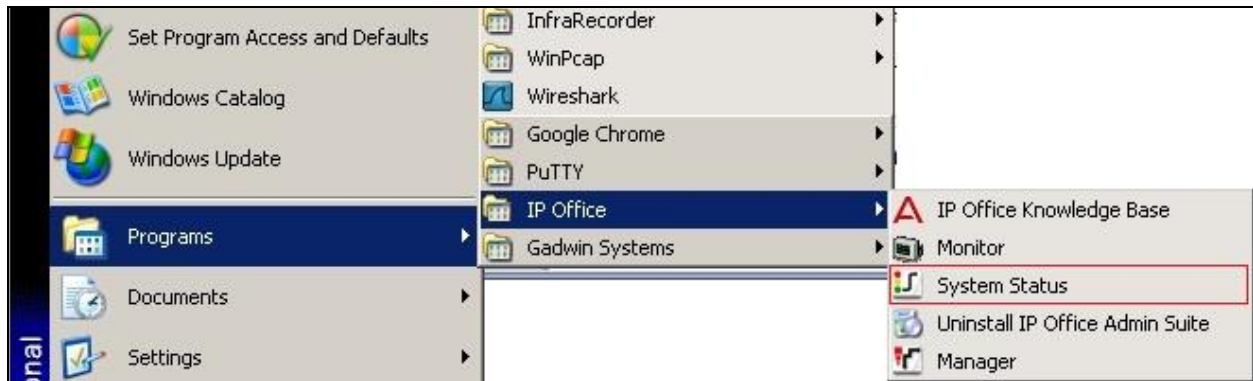 Set Program Access and Defaults
Windows Catalog
Windows Update
Programs
Documents
Settings
InfraRecorder
WinPcap
Wireshark
Google Chrome
PuTTY
IP Office
Gadwin Systems
IP Office Knowledge Base
Monitor
System Status
Uninstall IP Office Admin Suite
Manager
onal